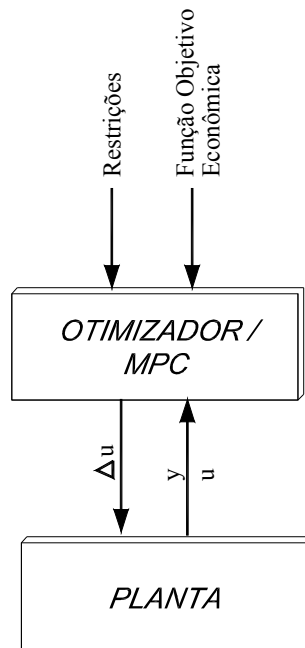 Restrições
Função Objetivo
Econômica
OTIMIZADOR /
MPC
Δu
y
u
PLANTA